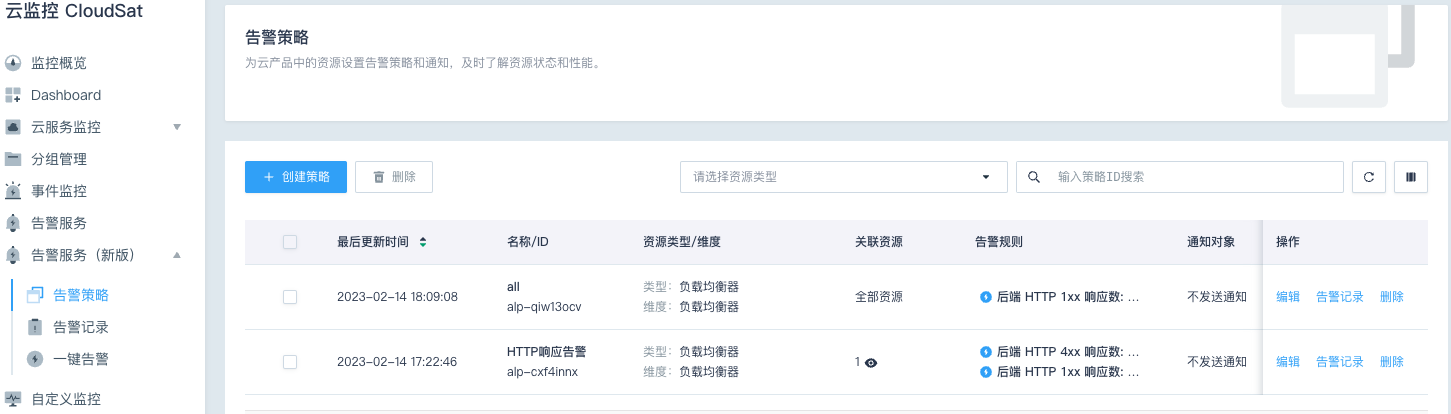 云监控 CloudSat
监控概览
Dashboard
云服务监控
分组管理
事件监控
告警服务
告警服务（新版）
告警策略
告警记录
一键告警
自定义监控
告警策略
为云产品中的资源设置告警策略和通知，及时了解资源状态和性能。
创建策略 删除 请选择资源类型 输入策略ID搜索
最后更新时间 名称/ID 资源类型/维度 关联资源 告警规则 通知对象 操作
2023-02-14 18:09:08 all 类型：负载均衡器 全部资源 后端 HTTP 1xx 响应数: ... 不发送通知 编辑 告警记录 删除
alp-qiw13ocv 维度：负载均衡器
2023-02-14 17:22:46 HTTP响应告警 类型：负载均衡器 1 后端 HTTP 4xx 响应数: ... 不发送通知 编辑 告警记录 删除
alp-cxf4innx 维度：负载均衡器 后端 HTTP 1xx 响应数: ...